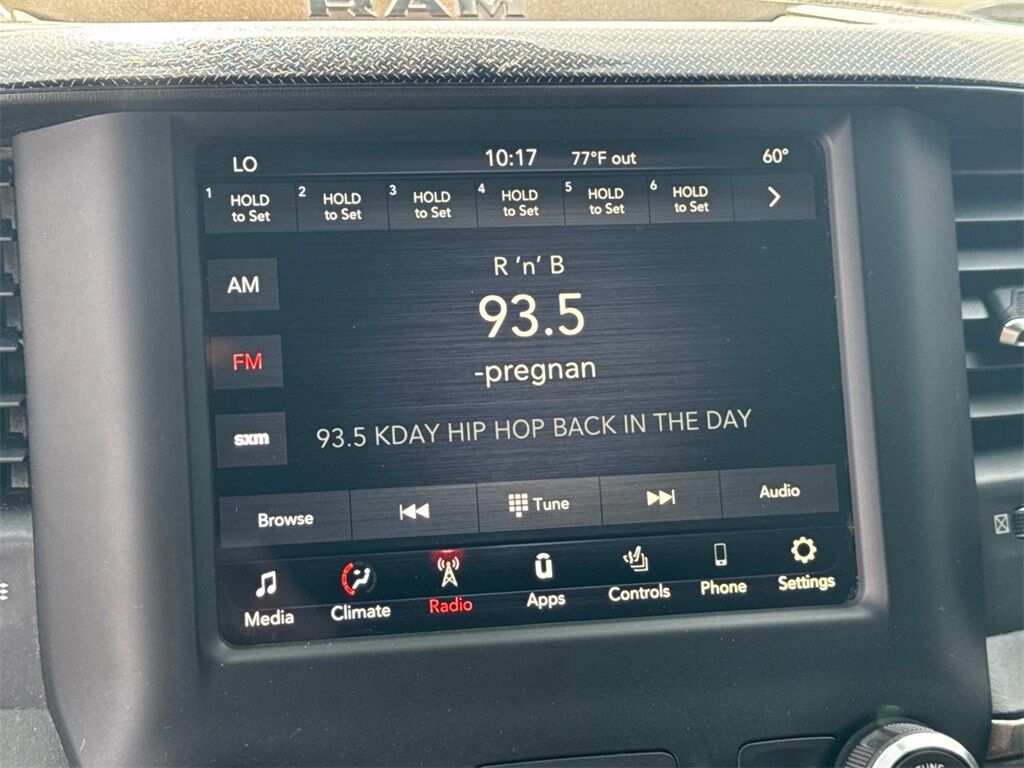 RAM
LO 10:17 77°F out 60°
1 HOLD to Set 2 HOLD to Set 3 HOLD to Set 4 HOLD to Set 5 HOLD to Set 6 HOLD to Set
R 'n' B
AM
93.5
FM
-pregnan
sxm
93.5 KDAY HIP HOP BACK IN THE DAY
Browse Tune Audio
Media Climate Radio Apps Controls Phone Settings
TUNE